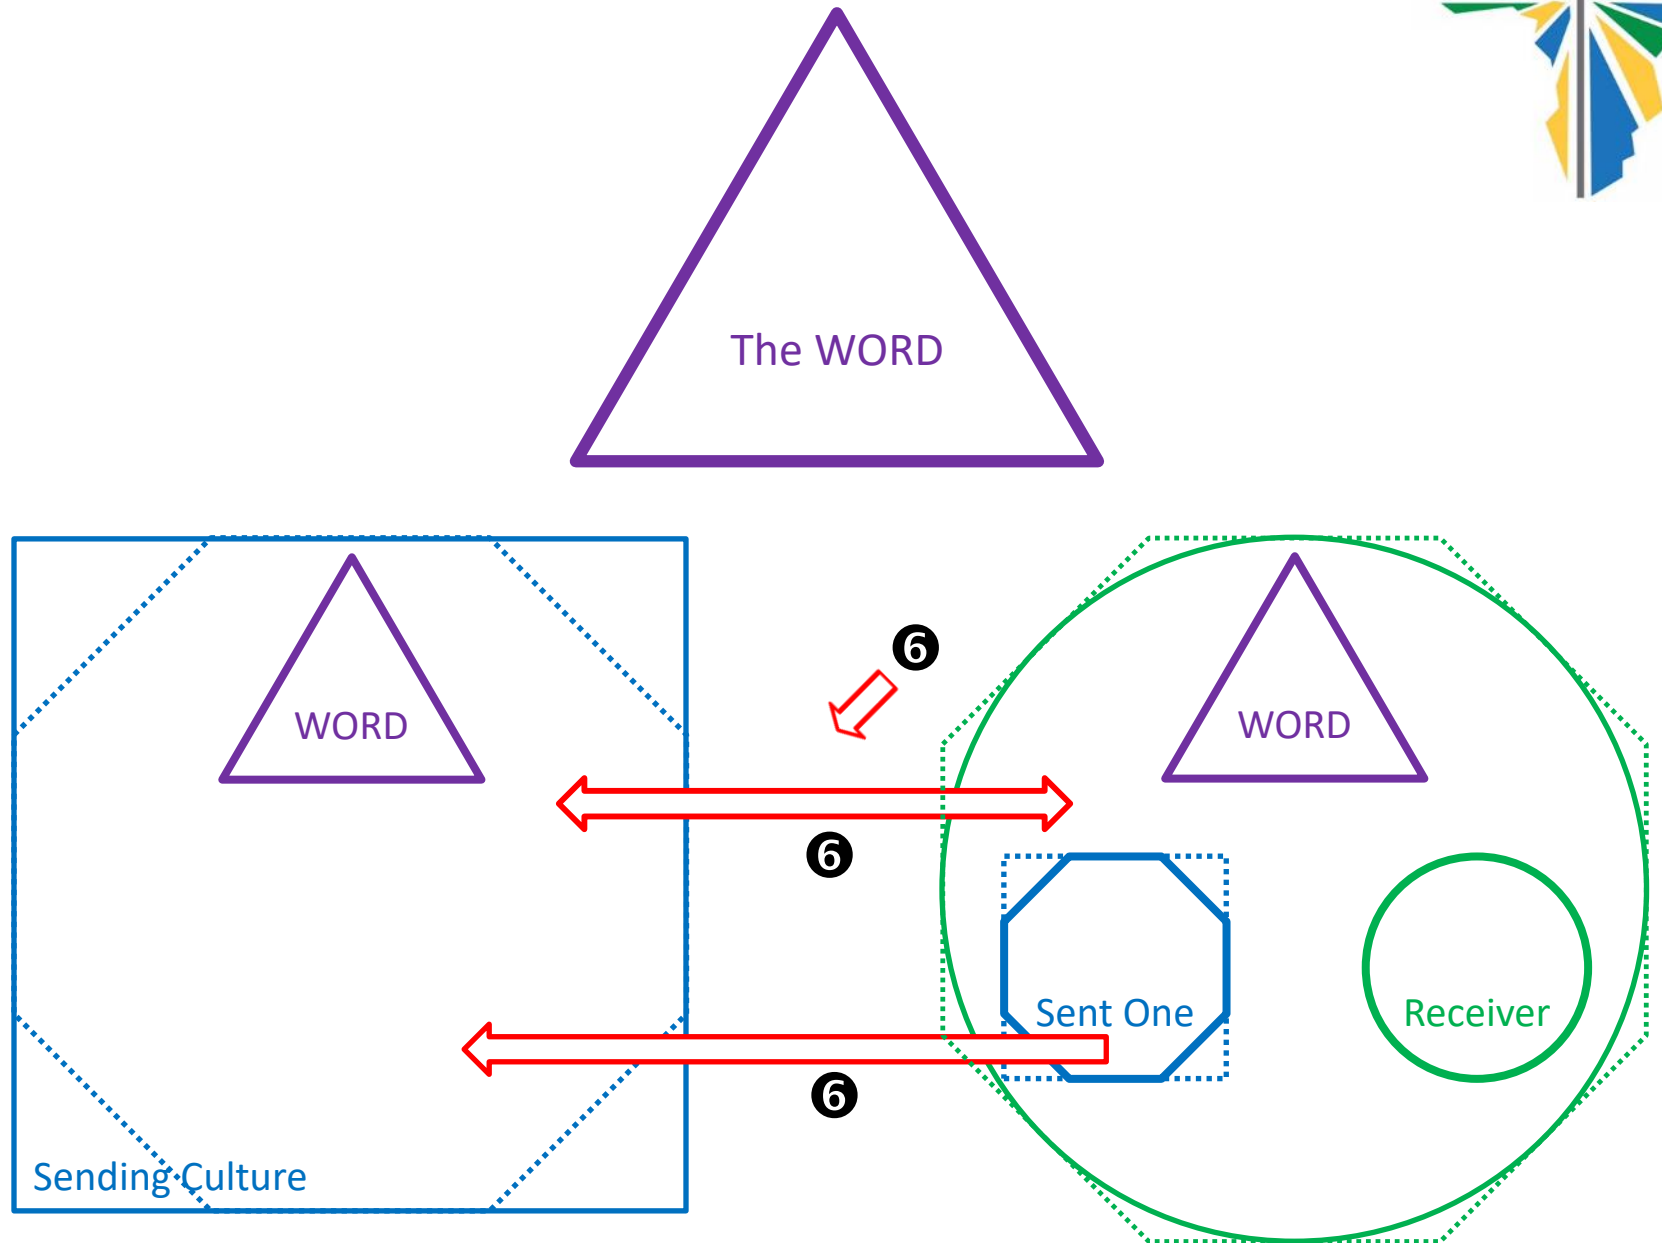 The WORD
❻
WORD
WORD
❻
Sent One
Receiver
❻
Sending Culture